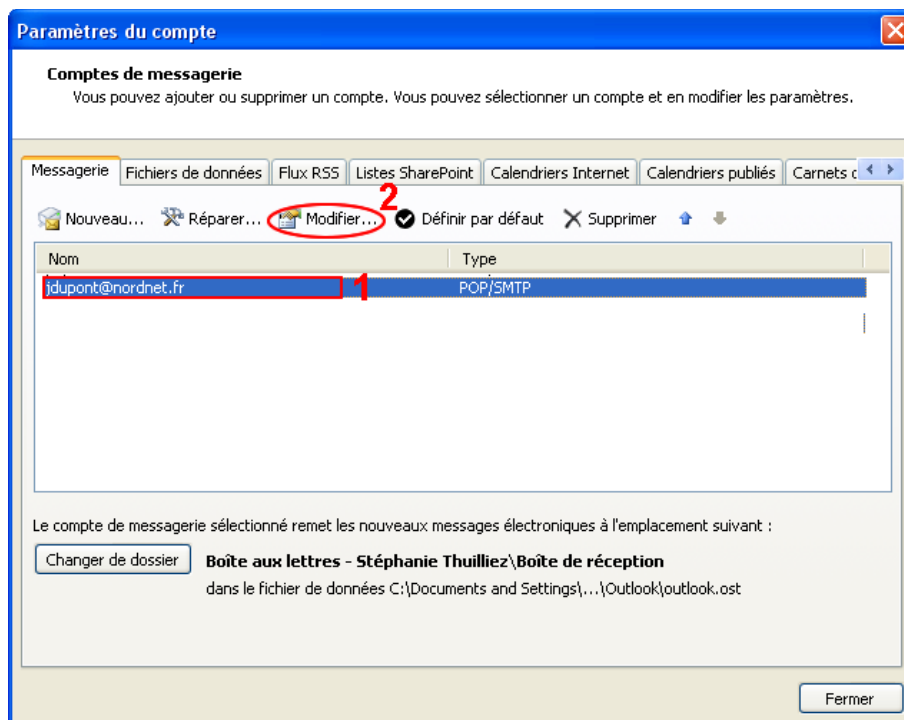 Paramètres du compte
Comptes de messagerie
Vous pouvez ajouter ou supprimer un compte. Vous pouvez sélectionner un compte et en modifier les paramètres.
Messagerie Fichiers de données Flux RSS Listes SharePoint Calendriers Internet Calendriers publiés Carnets
2
Nouveau... Réparer... Modifier... Définir par défaut Supprimer
Nom Type
jdupont@nordnet.fr 1 POP/SMTP
Le compte de messagerie sélectionné remet les nouveaux messages électroniques à l'emplacement suivant :
Changer de dossier Boîte aux lettres - Stéphanie Thuilliez\Boîte de réception
dans le fichier de données C:\Documents and Settings\...\Outlook\outlook.ost
Fermer